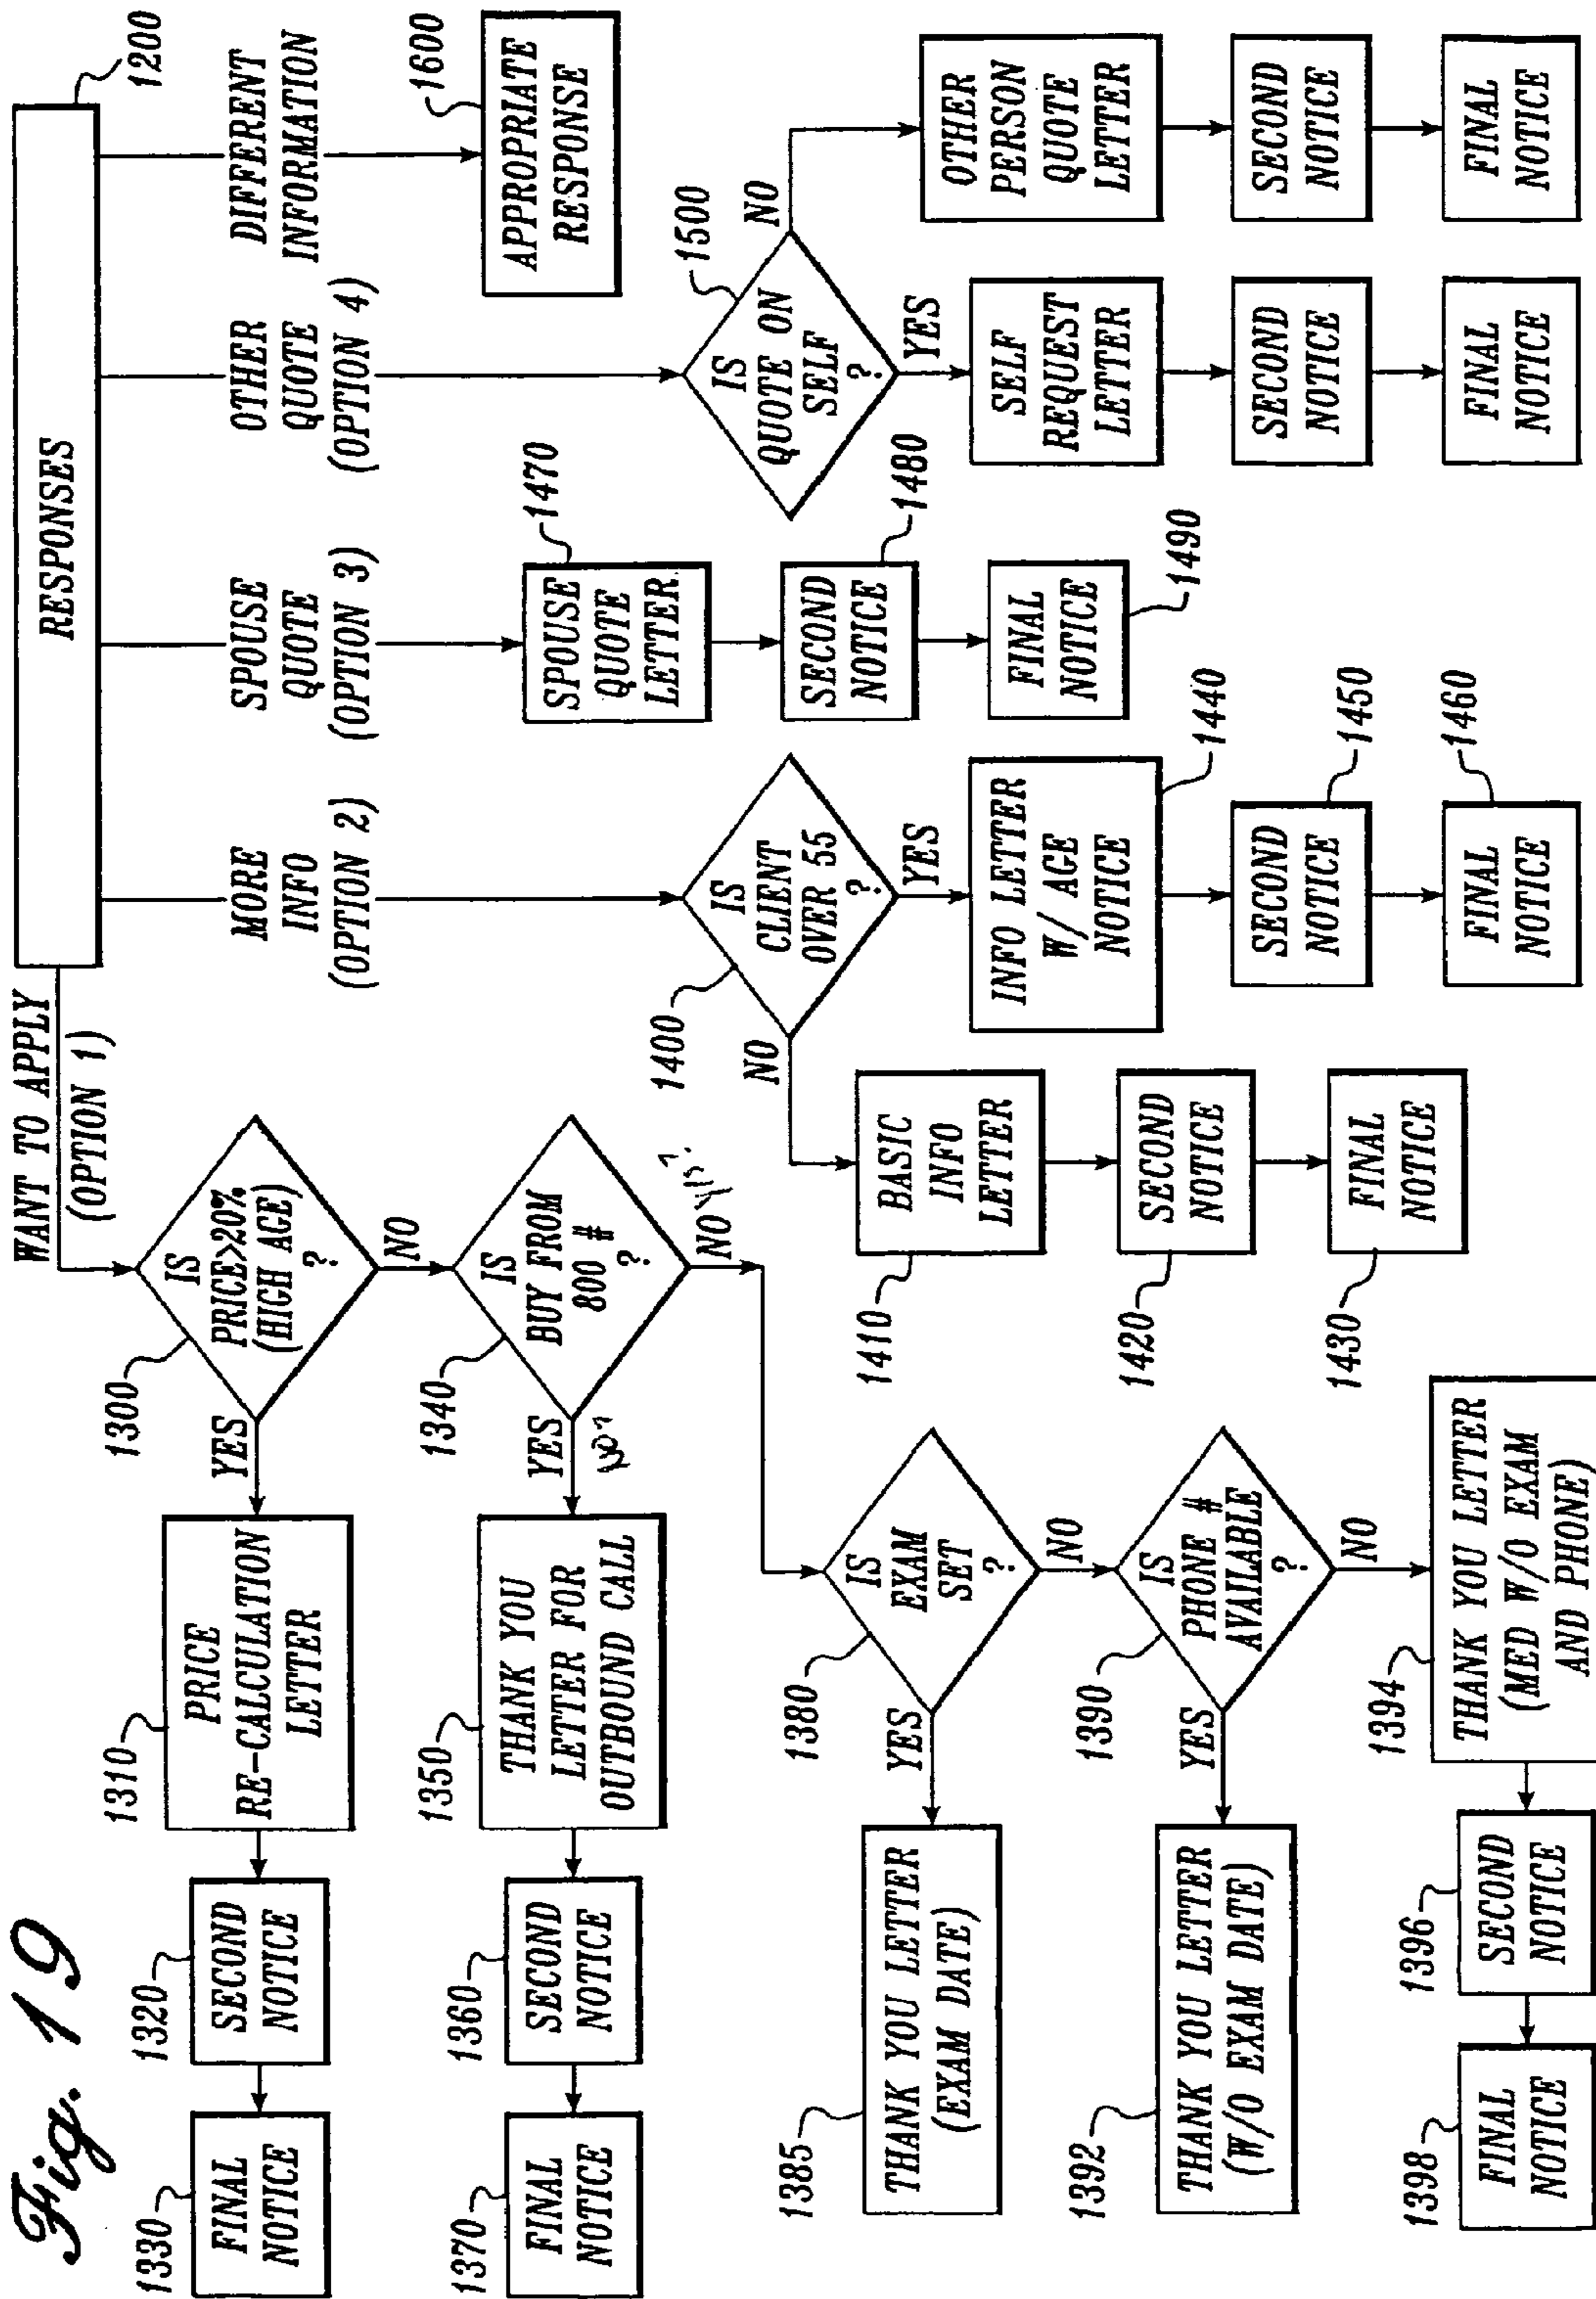 Fig. 19
RESPONSES
1200
WANT TO APPLY
(OPTION 1)
MORE
INFO
(OPTION 2)
SPOUSE
QUOTE
(OPTION 3)
OTHER
QUOTE
(OPTION 4)
DIFFERENT
INFORMATION
1300
IS
PRICE>20%
(HIGH AGE)
?
YES
NO
1310
PRICE
RE-CALCULATION
LETTER
1320
SECOND
NOTICE
1330
FINAL
NOTICE
1340
IS
BUY FROM
800 #
?
YES
NO?
NO
YES?
1350
THANK YOU
LETTER FOR
OUTBOUND CALL
1360
SECOND
NOTICE
1370
FINAL
NOTICE
1380
IS
EXAM
SET
?
YES
NO
1385
THANK YOU LETTER
(EXAM DATE)
1390
IS
PHONE #
AVAILABLE
?
YES
NO
1392
THANK YOU LETTER
(W/O EXAM DATE)
1394
THANK YOU LETTER
(MED W/O EXAM
AND PHONE)
1396
SECOND
NOTICE
1398
FINAL
NOTICE
1400
IS
CLIENT
OVER 55
?
NO
YES
1410
BASIC
INFO
LETTER
1420
SECOND
NOTICE
1430
FINAL
NOTICE
INFO LETTER
W/ AGE
NOTICE
1440
SECOND
NOTICE
1450
FINAL
NOTICE
1460
SPOUSE
QUOTE
LETTER
1470
SECOND
NOTICE
1480
FINAL
NOTICE
1490
IS
QUOTE ON
SELF
?
1500
YES
NO
SELF
REQUEST
LETTER
SECOND
NOTICE
FINAL
NOTICE
OTHER
PERSON
QUOTE
LETTER
SECOND
NOTICE
FINAL
NOTICE
APPROPRIATE
RESPONSE
1600